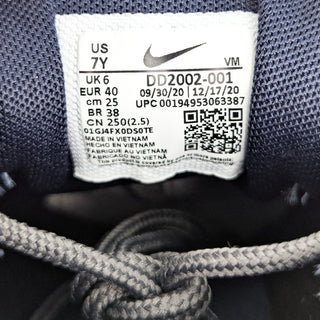 US
7Y
VM
UK 6
DD2002-001
EUR 40
09/30/20
12/17/20
cm 25
UPC 00194953063387
BR 38
CN 250(2.5)
01GJ4FX0DS0TE
MADE IN VIETNAM
HECHO EN VIETNAM
FABRIQUÉ AU VIETNAM
FABRICADO NO VIETNAM